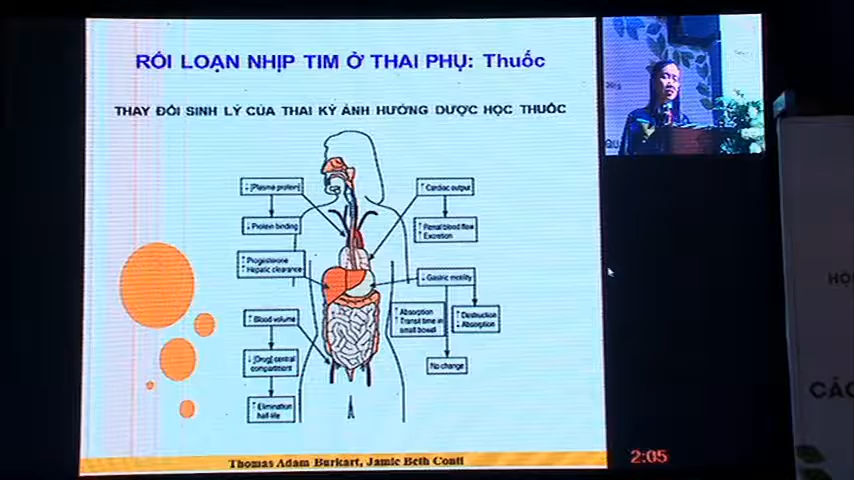 RỐI LOẠN NHỊP TIM Ở THAI PHỤ: Thuốc
THAY ĐỔI SINH LÝ CỦA THAI KỲ ẢNH HƯỞNG DƯỢC HỌC THUỐC
↓ [Plasma protein]
↓ Protein binding
↑ Progesterone
↑ Hepatic clearance
↑ Blood volume
↓ [Drug] central
compartment
↑ Elimination
half-life
↑ Cardiac output
↑ Renal blood flow
↑ Excretion
↓ Gastric motility
↑ Absorption
↑ Transit time in
small bowel
↑ Destruction
↓ Absorption
No change
Thomas Adam Burkart, Jamie Beth Conti
2:05